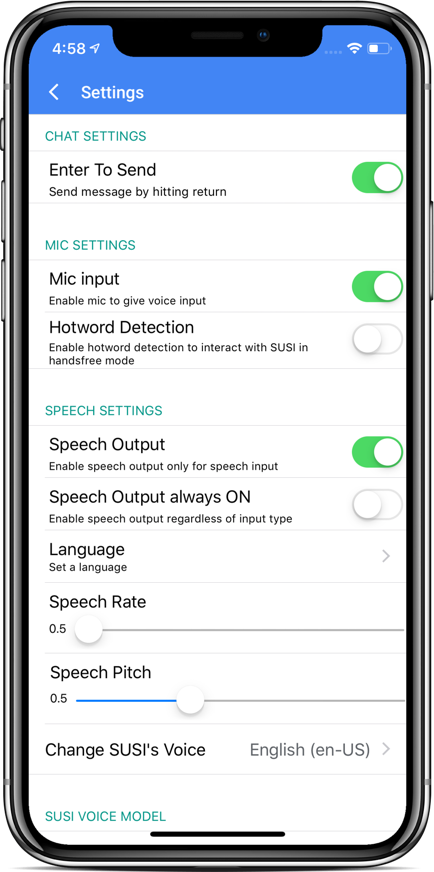 4:58
Settings
CHAT SETTINGS
Enter To Send
Send message by hitting return
MIC SETTINGS
Mic input
Enable mic to give voice input
Hotword Detection
Enable hotword detection to interact with SUSI in
handsfree mode
SPEECH SETTINGS
Speech Output
Enable speech output only for speech input
Speech Output always ON
Enable speech output regardless of input type
Language
Set a language
Speech Rate
0.5
Speech Pitch
0.5
Change SUSI's Voice English (en-US)
SUSI VOICE MODEL